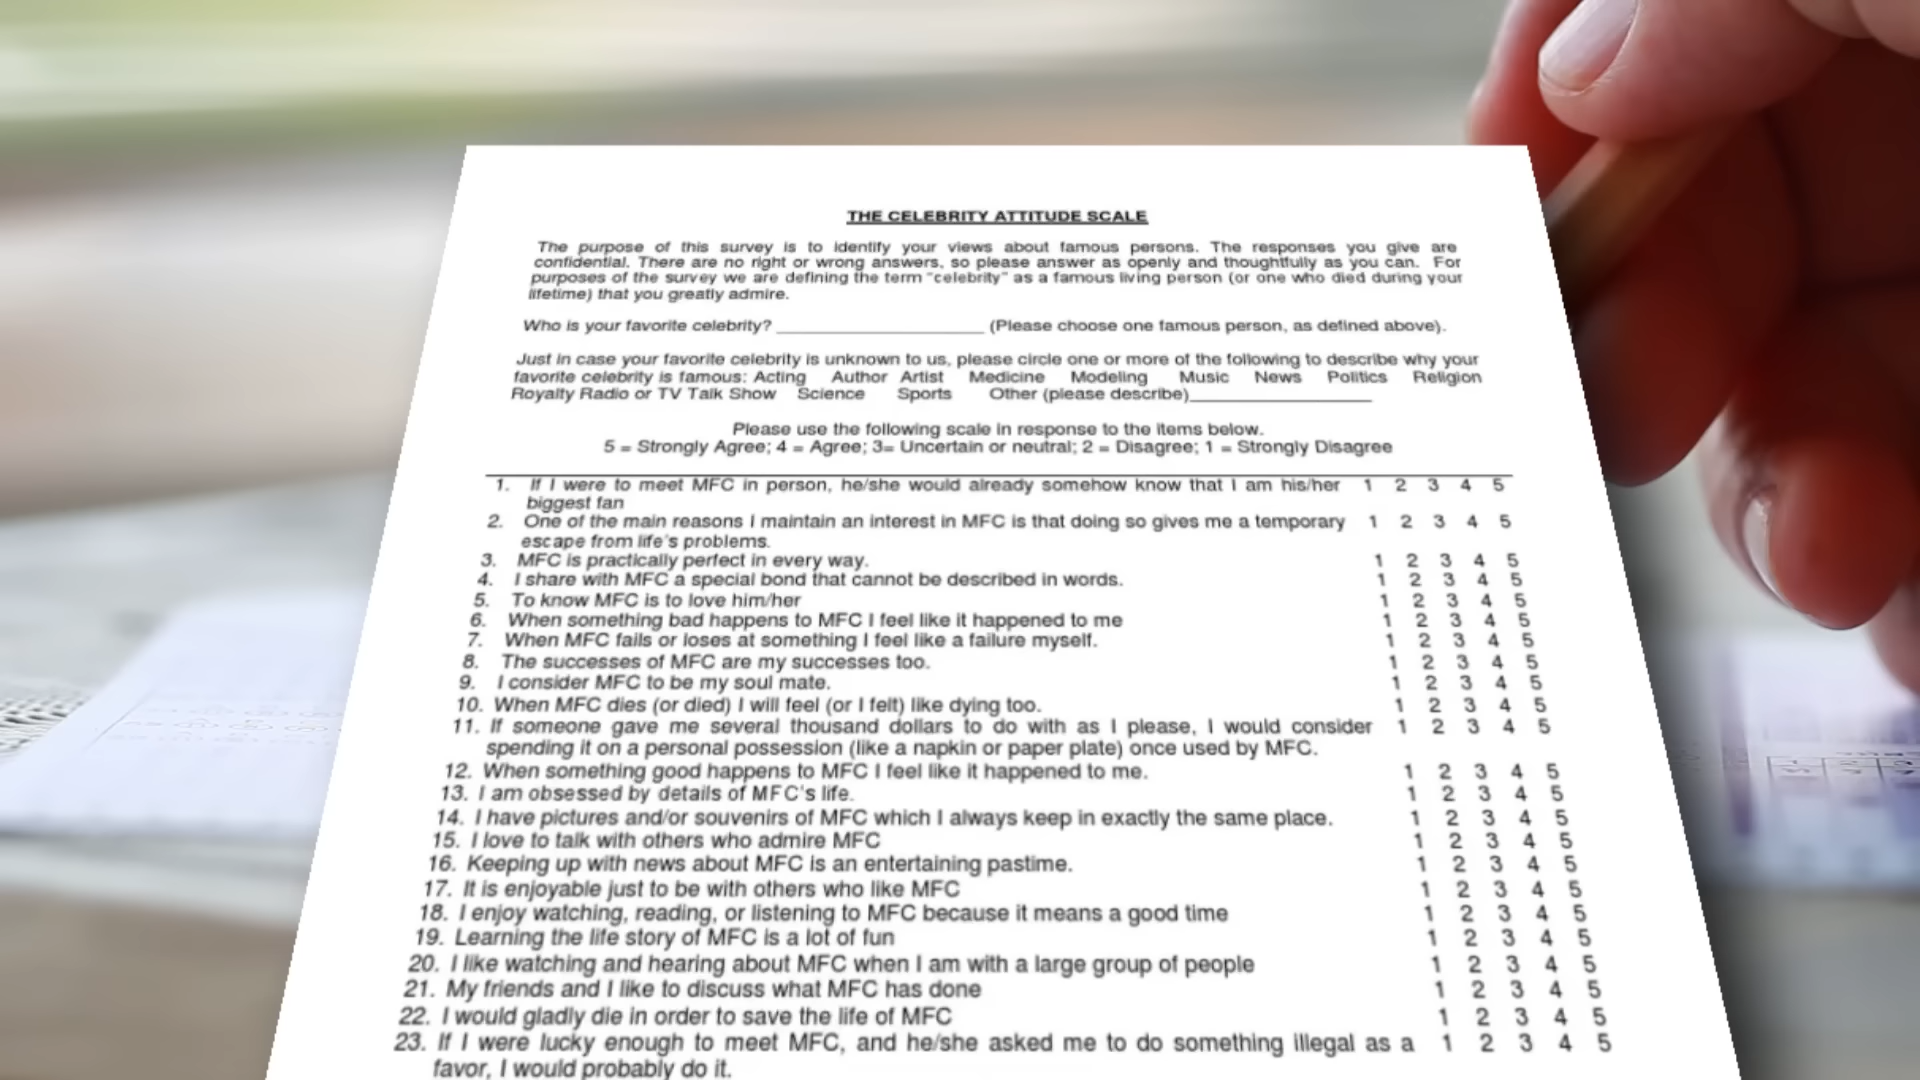 THE CELEBRITY ATTITUDE SCALE
The purpose of this survey is to identify your views about famous persons. The responses you give are
confidential. There are no right or wrong answers, so please answer as openly and thoughtfully as you can. For
purposes of the survey we are defining the term "celebrity" as a famous living person (or one who died during your
lifetime) that you greatly admire.
Who is your favorite celebrity? ____________________ (Please choose one famous person, as defined above).
Just in case your favorite celebrity is unknown to us, please circle one or more of the following to describe why your
favorite celebrity is famous: Acting Author Artist Medicine Modeling Music News Politics Religion
Royalty Radio or TV Talk Show Science Sports Other (please describe)____________________
Please use the following scale in response to the items below.
5 = Strongly Agree; 4 = Agree; 3= Uncertain or neutral; 2 = Disagree; 1 = Strongly Disagree
1. If I were to meet MFC in person, he/she would already somehow know that I am his/her 1 2 3 4 5
biggest fan
2. One of the main reasons I maintain an interest in MFC is that doing so gives me a temporary 1 2 3 4 5
escape from life's problems.
3. MFC is practically perfect in every way. 1 2 3 4 5
4. I share with MFC a special bond that cannot be described in words. 1 2 3 4 5
5. To know MFC is to love him/her 1 2 3 4 5
6. When something bad happens to MFC I feel like it happened to me 1 2 3 4 5
7. When MFC fails or loses at something I feel like a failure myself. 1 2 3 4 5
8. The successes of MFC are my successes too. 1 2 3 4 5
9. I consider MFC to be my soul mate. 1 2 3 4 5
10. When MFC dies (or died) I will feel (or I felt) like dying too. 1 2 3 4 5
11. If someone gave me several thousand dollars to do with as I please, I would consider 1 2 3 4 5
spending it on a personal possession (like a napkin or paper plate) once used by MFC.
12. When something good happens to MFC I feel like it happened to me. 1 2 3 4 5
13. I am obsessed by details of MFC's life. 1 2 3 4 5
14. I have pictures and/or souvenirs of MFC which I always keep in exactly the same place. 1 2 3 4 5
15. I love to talk with others who admire MFC 1 2 3 4 5
16. Keeping up with news about MFC is an entertaining pastime. 1 2 3 4 5
17. It is enjoyable just to be with others who like MFC 1 2 3 4 5
18. I enjoy watching, reading, or listening to MFC because it means a good time 1 2 3 4 5
19. Learning the life story of MFC is a lot of fun 1 2 3 4 5
20. I like watching and hearing about MFC when I am with a large group of people 1 2 3 4 5
21. My friends and I like to discuss what MFC has done 1 2 3 4 5
22. I would gladly die in order to save the life of MFC 1 2 3 4 5
23. If I were lucky enough to meet MFC, and he/she asked me to do something illegal as a 1 2 3 4 5
favor, I would probably do it.